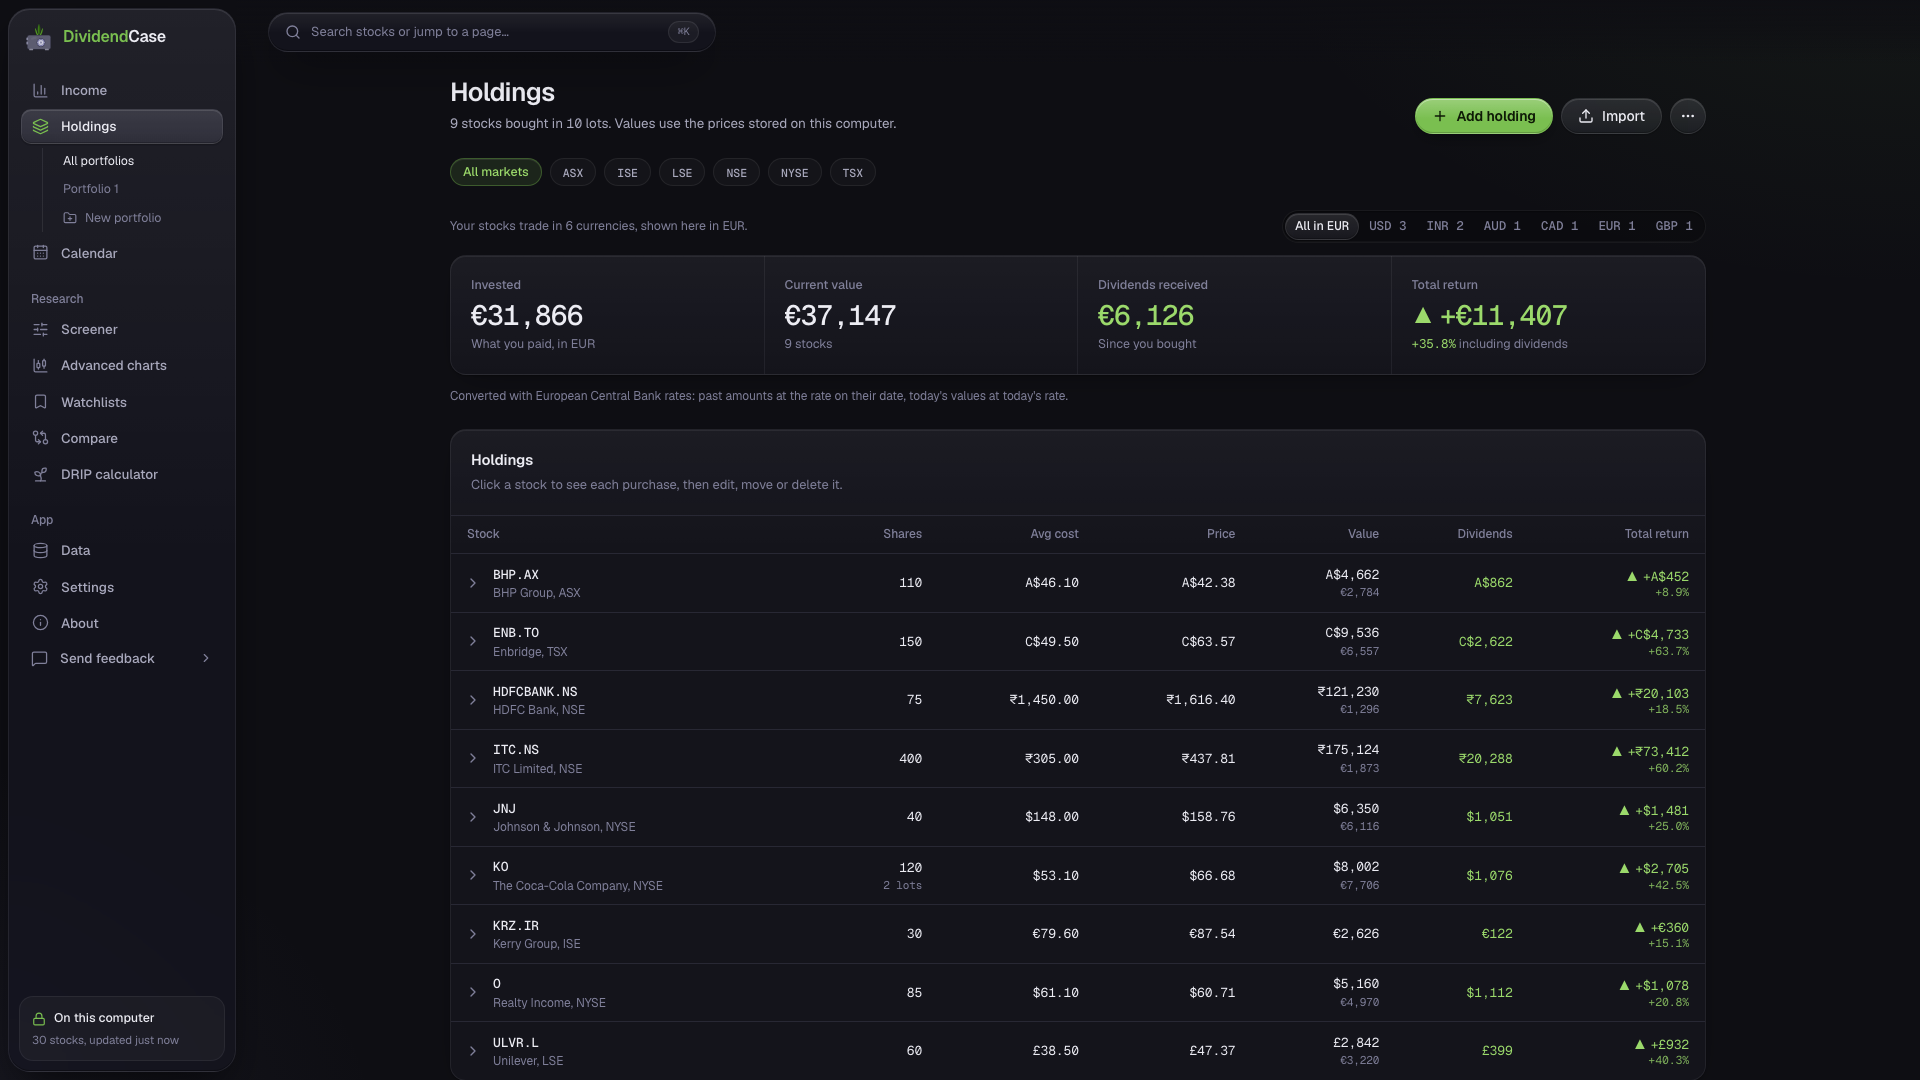 DividendCase
Search stocks or jump to a page...
⌘K
Income
Holdings
All portfolios
Portfolio 1
New portfolio
Calendar
Research
Screener
Advanced charts
Watchlists
Compare
DRIP calculator
App
Data
Settings
About
Send feedback
On this computer
30 stocks, updated just now
Holdings
9 stocks bought in 10 lots. Values use the prices stored on this computer.
Add holding
Import
All markets
ASX
ISE
LSE
NSE
NYSE
TSX
Your stocks trade in 6 currencies, shown here in EUR.
All in EUR
USD 3
INR 2
AUD 1
CAD 1
EUR 1
GBP 1
Invested
€31,866
What you paid, in EUR
Current value
€37,147
9 stocks
Dividends received
€6,126
Since you bought
Total return
▲ +€11,407
+35.8% including dividends
Converted with European Central Bank rates: past amounts at the rate on their date, today's values at today's rate.
Holdings
Click a stock to see each purchase, then edit, move or delete it.
Stock Shares Avg cost Price Value Dividends Total return
BHP.AX 110 A$46.10 A$42.38 A$4,662 A$862 ▲ +A$452
BHP Group, ASX €2,784 +8.9%
ENB.TO 150 C$49.50 C$63.57 C$9,536 C$2,622 ▲ +C$4,733
Enbridge, TSX €6,557 +63.7%
HDFCBANK.NS 75 ₹1,450.00 ₹1,616.40 ₹121,230 ₹7,623 ▲ +₹20,103
HDFC Bank, NSE €1,296 +18.5%
ITC.NS 400 ₹305.00 ₹437.81 ₹175,124 ₹20,288 ▲ +₹73,412
ITC Limited, NSE €1,873 +60.2%
JNJ 40 $148.00 $158.76 $6,350 $1,051 ▲ +$1,481
Johnson & Johnson, NYSE €6,116 +25.0%
KO 120 $53.10 $66.68 $8,002 $1,076 ▲ +$2,705
The Coca-Cola Company, NYSE 2 lots €7,706 +42.5%
KRZ.IR 30 €79.60 €87.54 €2,626 €122 ▲ +€360
Kerry Group, ISE +15.1%
O 85 $61.10 $60.71 $5,160 $1,112 ▲ +$1,078
Realty Income, NYSE €4,970 +20.8%
ULVR.L 60 £38.50 £47.37 £2,842 £399 ▲ +£932
Unilever, LSE €3,220 +40.3%